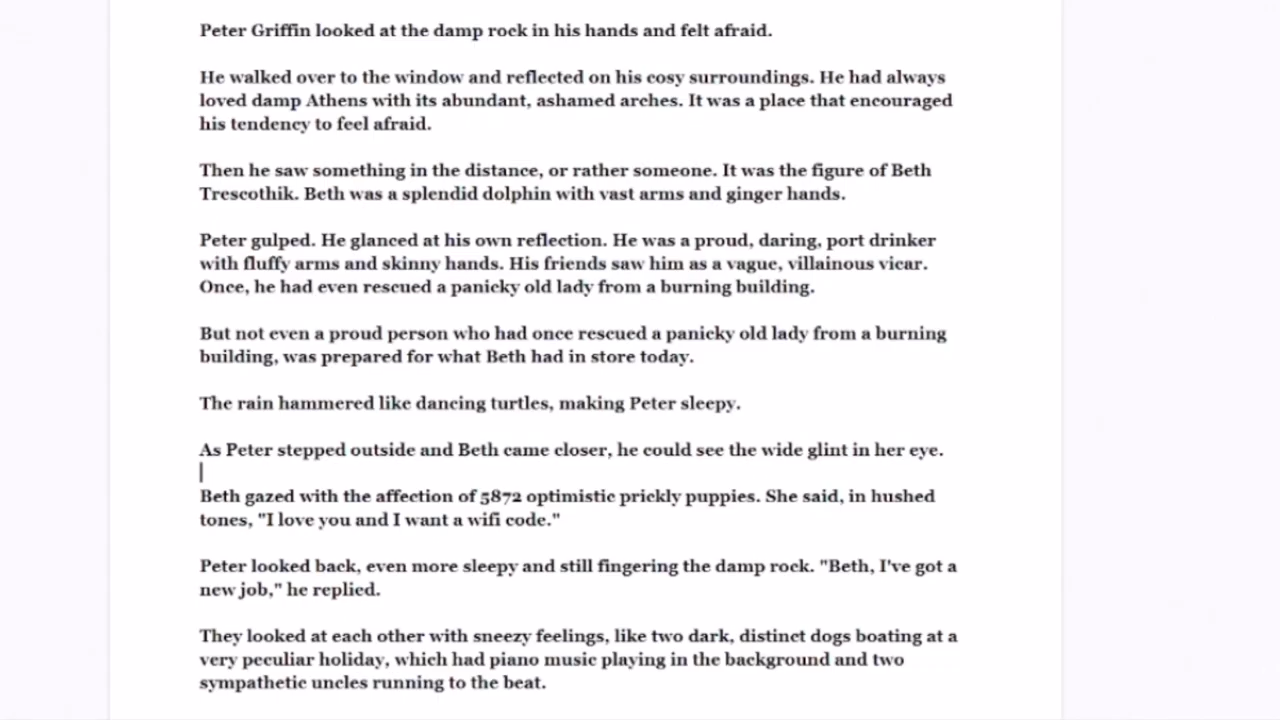 Peter Griffin looked at the damp rock in his hands and felt afraid.
He walked over to the window and reflected on his cosy surroundings. He had always
loved damp Athens with its abundant, ashamed arches. It was a place that encouraged
his tendency to feel afraid.
Then he saw something in the distance, or rather someone. It was the figure of Beth
Trescothik. Beth was a splendid dolphin with vast arms and ginger hands.
Peter gulped. He glanced at his own reflection. He was a proud, daring, port drinker
with fluffy arms and skinny hands. His friends saw him as a vague, villainous vicar.
Once, he had even rescued a panicky old lady from a burning building.
But not even a proud person who had once rescued a panicky old lady from a burning
building, was prepared for what Beth had in store today.
The rain hammered like dancing turtles, making Peter sleepy.
As Peter stepped outside and Beth came closer, he could see the wide glint in her eye.
Beth gazed with the affection of 5872 optimistic prickly puppies. She said, in hushed
tones, "I love you and I want a wifi code."
Peter looked back, even more sleepy and still fingering the damp rock. "Beth, I've got a
new job," he replied.
They looked at each other with sneezy feelings, like two dark, distinct dogs boating at a
very peculiar holiday, which had piano music playing in the background and two
sympathetic uncles running to the beat.